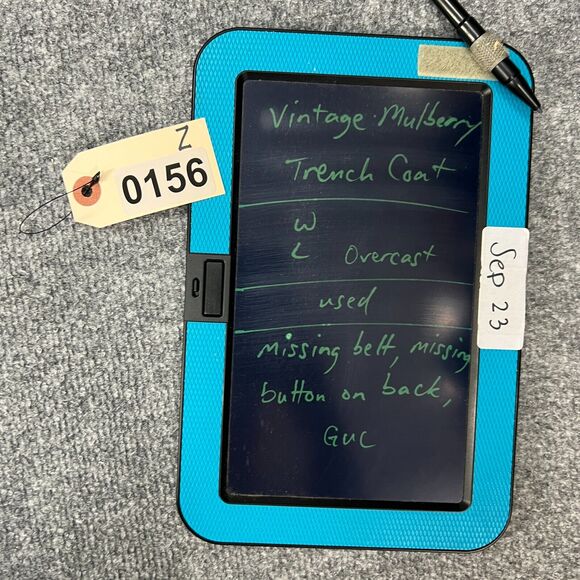 Z
0156
Vintage Mulberry
Trench Coat
W
L Overcast
used
missing belt, missing
button on back,
GUC
Sep 23